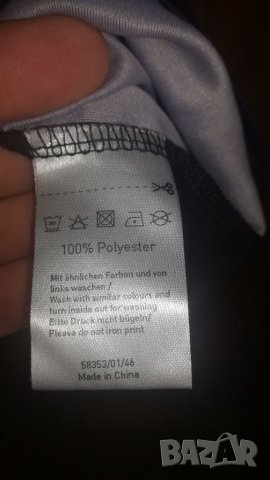 100% Polyester
Mit ähnlichen Farben und von
links waschen/
Wash with similar colours and
turn inside out for washing
Bitte Druck nicht bügeln/
Please do not iron print
58353/01/46
Made in China
BAZAR